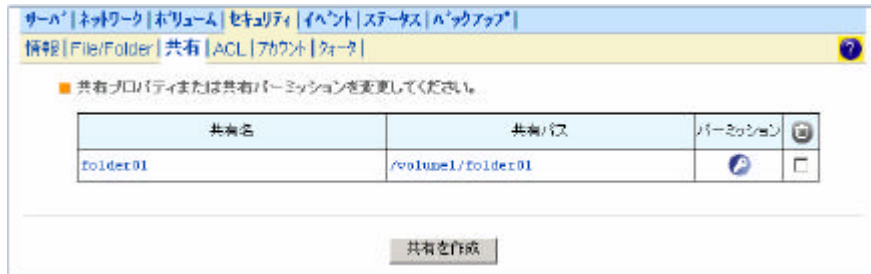 サーバ|ネットワーク|ボリューム|セキュリティ|イベント|ステータス|バックアップ|
情報|File/Folder|共有|ACL|アカウント|クォータ|
?
共有プロパティまたは共有パーミッションを変更してください。
共有名 共有パス パーミッション
folder01 /volume1/folder01
共有を作成